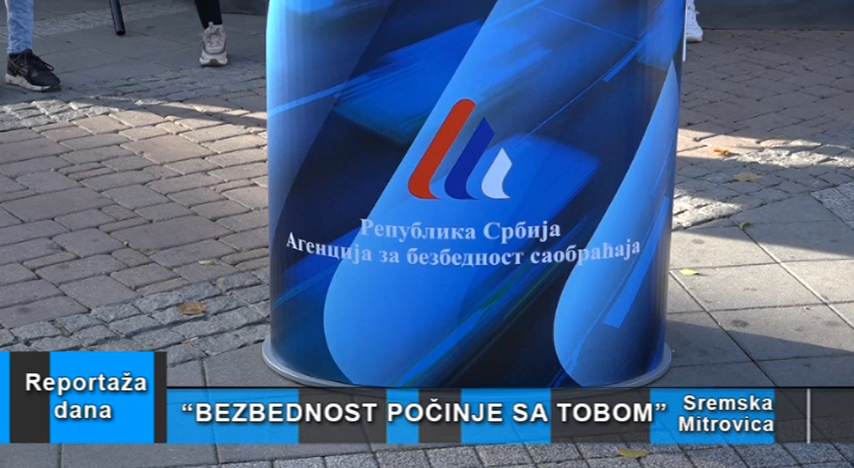 Република Србија
Агенција за безбедност саобраћаја
Reportaža
dana
“BEZBEDNOST POČINJE SA TOBOM”
Sremska
Mitrovica